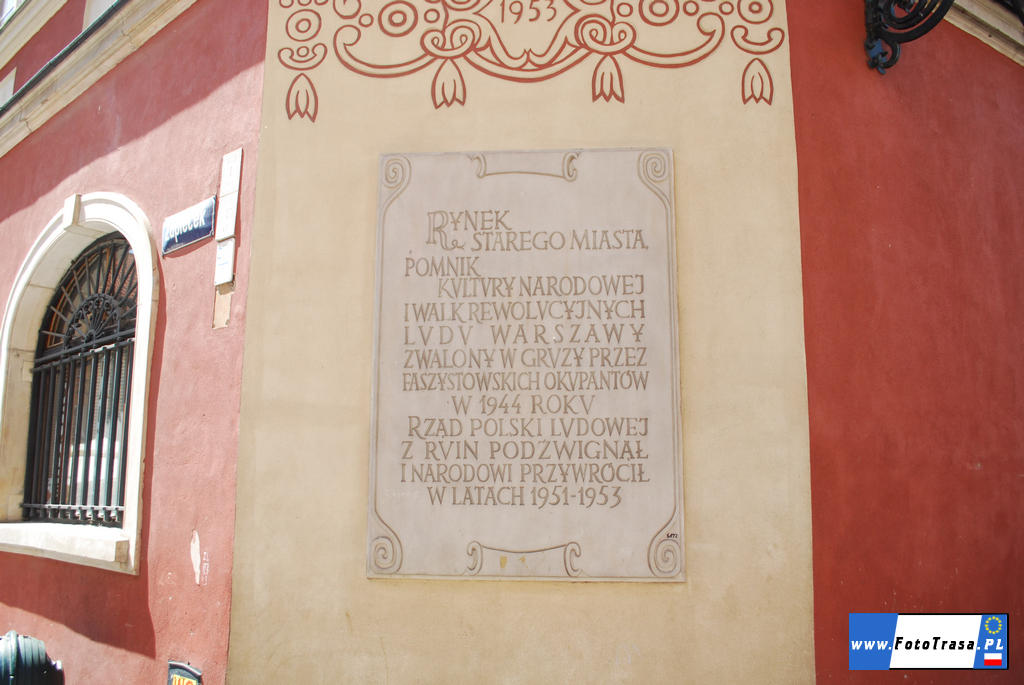 1953
Zapiecek
RYNEK
STAREGO MIASTA,
POMNIK
KVLTVRY NARODOWEJ
I WALK REWOLVCYJNYCH
LVDV WARSZAWY
ZWALONY W GRVZY PRZEZ
FASZYSTOWSKICH OKVPANTÓW
W 1944 ROKV
RZĄD POLSKI LVDOWEJ
Z RVIN PODŹWIGNĄŁ
I NARODOWI PRZYWRÓCIŁ
W LATACH 1951-1953
www.FotoTrasa.PL